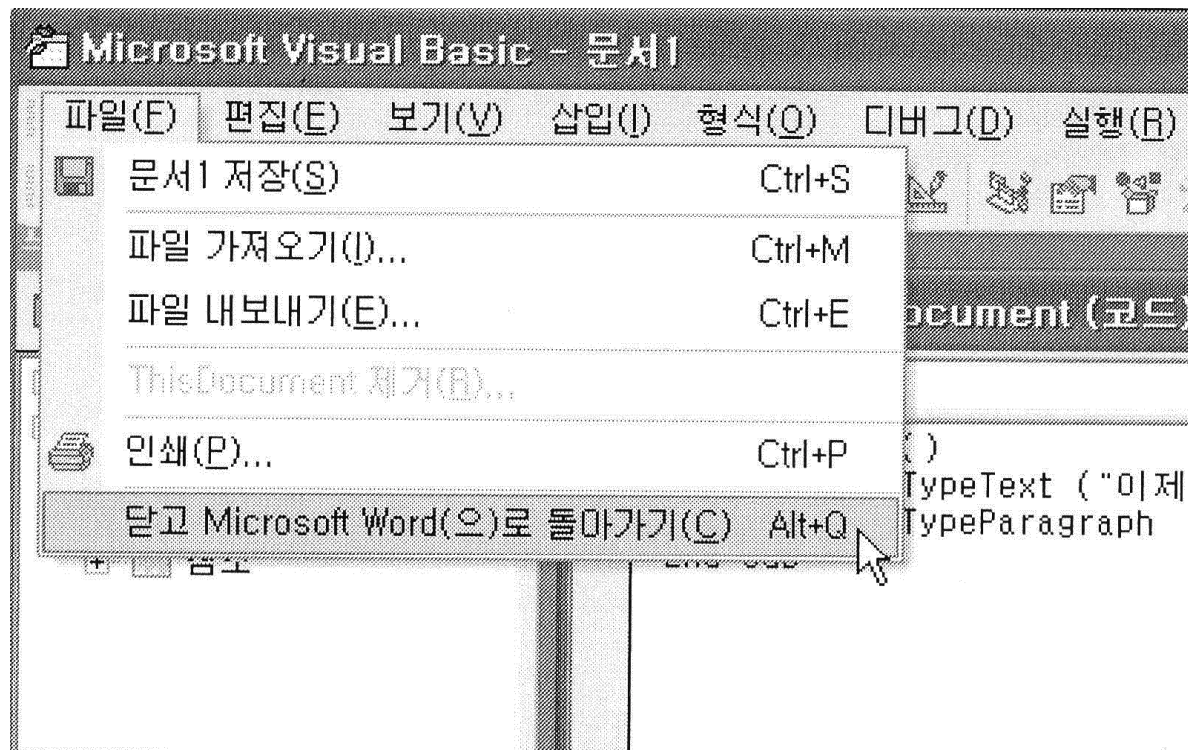 Microsoft Visual Basic - 문서1
파일(F) 편집(E) 보기(V) 삽입(I) 형식(O) 디버그(D) 실행(R)
문서1 저장(S) Ctrl+S
파일 가져오기(I)... Ctrl+M
파일 내보내기(E)... Ctrl+E
(코드)
ThisDocument 제거(R)...
인쇄(P)... Ctrl+P
()
TypeText ("이제
닫고 Microsoft Word(으)로 돌아가기(C) Alt+Q
TypeParagraph